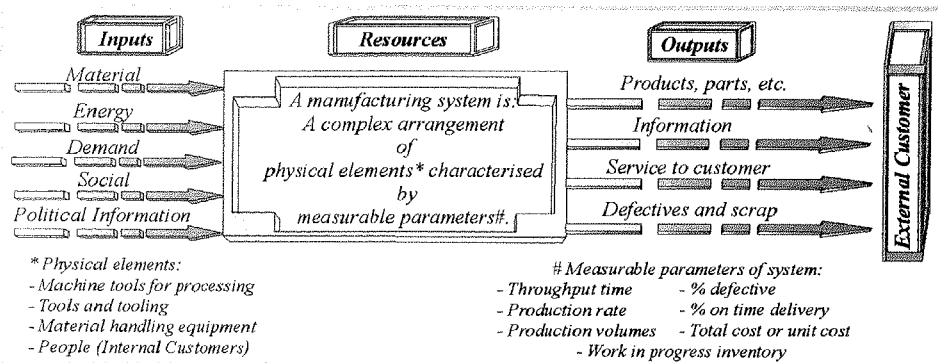 Inputs
Resources
Outputs
Material
Energy
Demand
Social
Political Information
A manufacturing system is:
A complex arrangement
of
physical elements* characterised
by
measurable parameters#.
Products, parts, etc.
Information
Service to customer
Defectives and scrap
External Customer
* Physical elements:
- Machine tools for processing
- Tools and tooling
- Material handling equipment
- People (Internal Customers)
# Measurable parameters of system:
- Throughput time - % defective
- Production rate - % on time delivery
- Production volumes - Total cost or unit cost
- Work in progress inventory